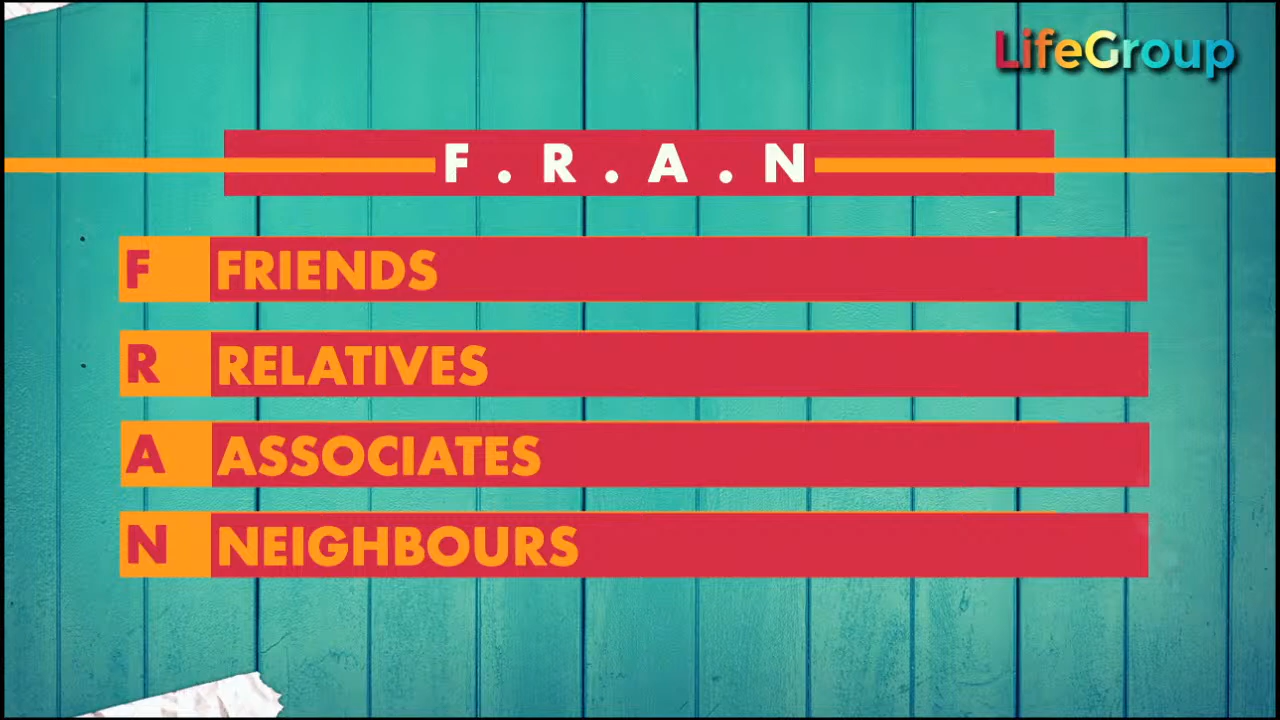 LifeGroup
F.R.A.N
F FRIENDS
R RELATIVES
A ASSOCIATES
N NEIGHBOURS